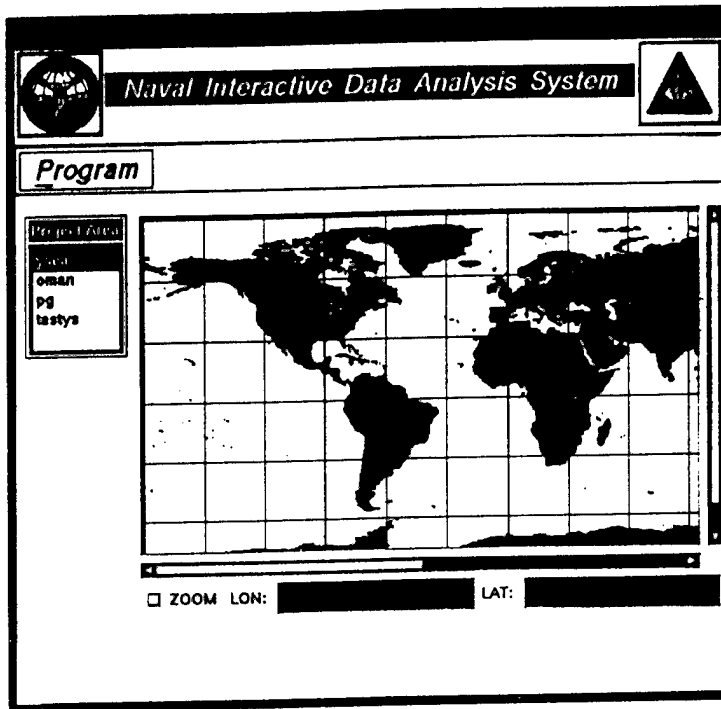 Naval Interactive Data Analysis System
Program
Project Area
oman
pg
tastys
ZOOM LON:
LAT: